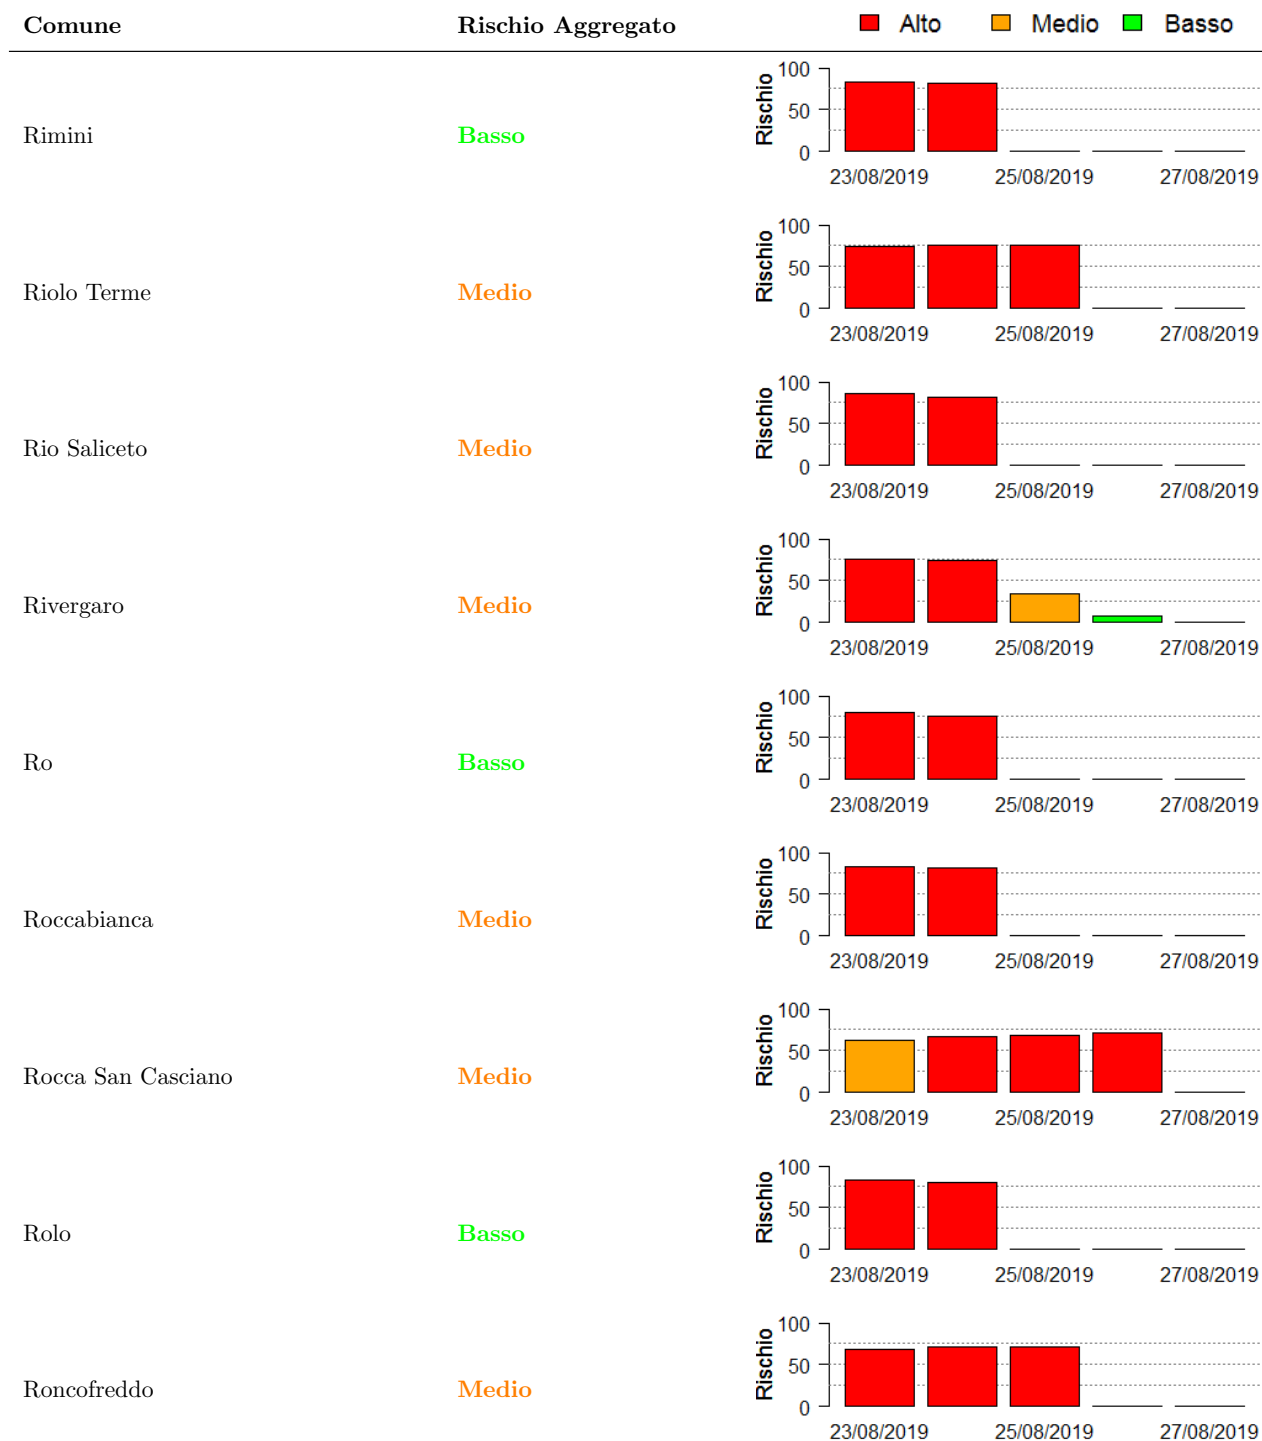 Comune Rischio Aggregato Alto Medio Basso
Rimini Basso Rischio 100 50 0
23/08/2019 25/08/2019 27/08/2019
Riolo Terme Medio Rischio 100 50 0
23/08/2019 25/08/2019 27/08/2019
Rio Saliceto Medio Rischio 100 50 0
23/08/2019 25/08/2019 27/08/2019
Rivergaro Medio Rischio 100 50 0
23/08/2019 25/08/2019 27/08/2019
Ro Basso Rischio 100 50 0
23/08/2019 25/08/2019 27/08/2019
Roccabianca Medio Rischio 100 50 0
23/08/2019 25/08/2019 27/08/2019
Rocca San Casciano Medio Rischio 100 50 0
23/08/2019 25/08/2019 27/08/2019
Rolo Basso Rischio 100 50 0
23/08/2019 25/08/2019 27/08/2019
Roncofreddo Medio Rischio 100 50 0
23/08/2019 25/08/2019 27/08/2019